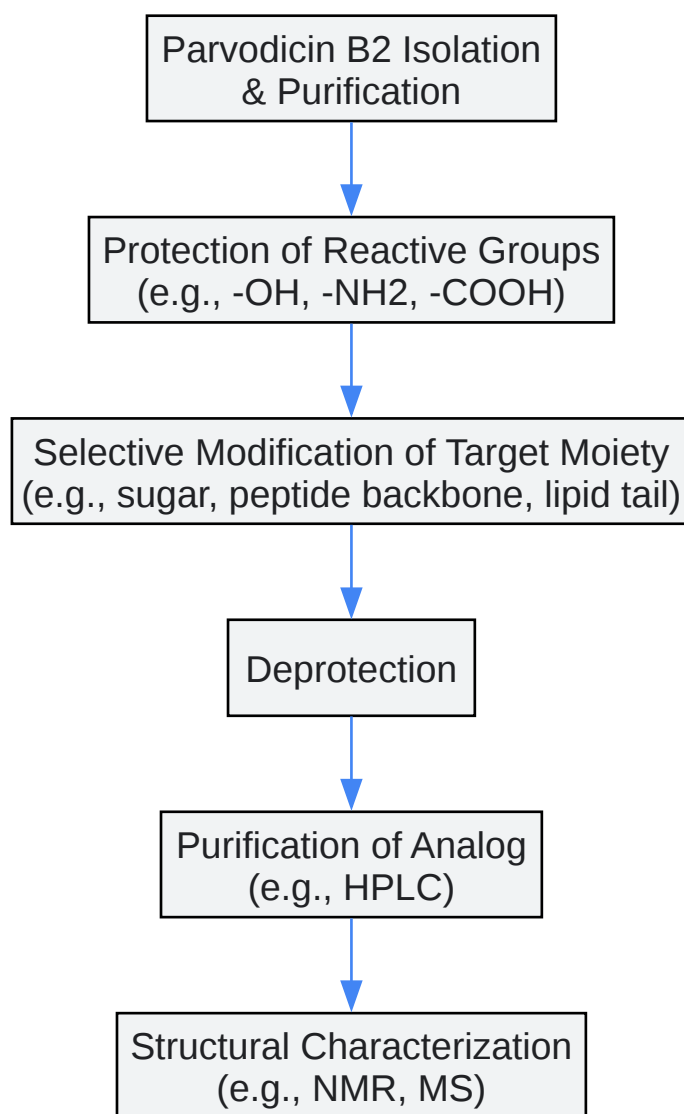 Parvodicin B2 Isolation
& Purification
Protection of Reactive Groups
(e.g., -OH, -NH2, -COOH)
Selective Modification of Target Moiety
(e.g., sugar, peptide backbone, lipid tail)
Deprotection
Purification of Analog
(e.g., HPLC)
Structural Characterization
(e.g., NMR, MS)